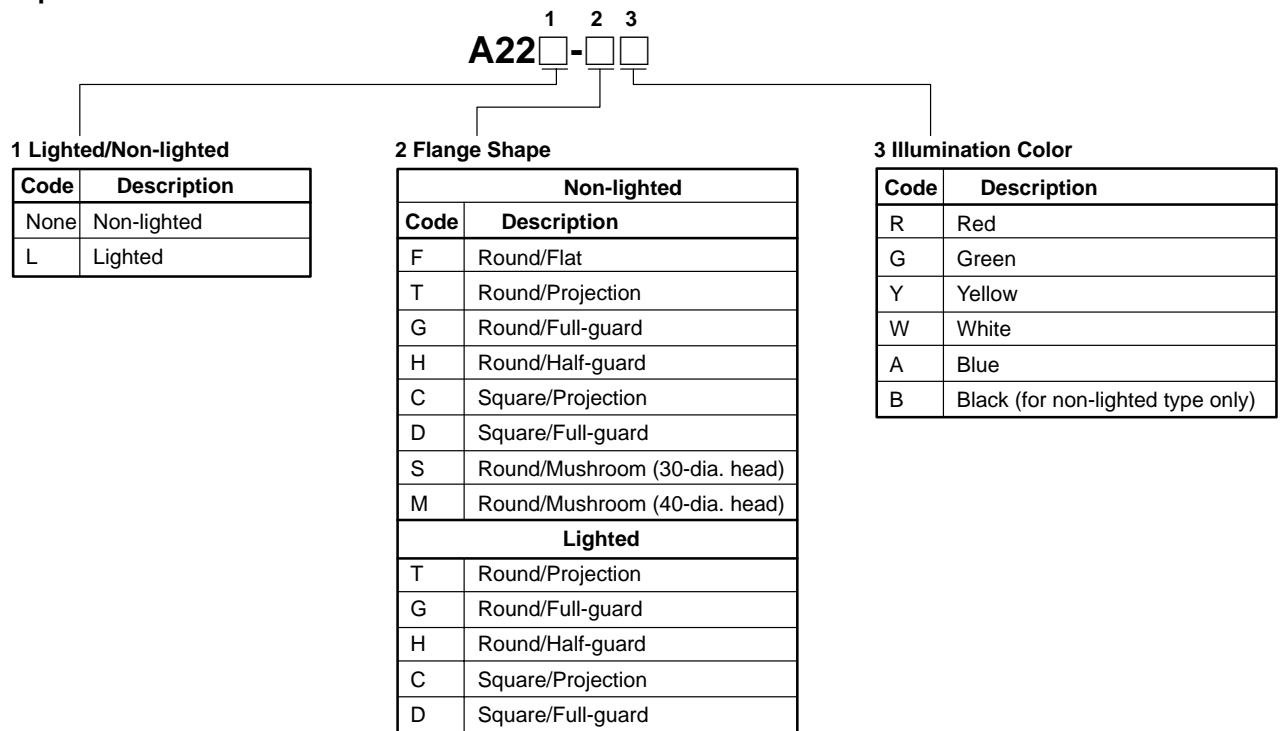 1 2 3
A22□-□□
1 Lighted/Non-lighted
Code Description
None Non-lighted
L Lighted
2 Flange Shape
Non-lighted
Code Description
F Round/Flat
T Round/Projection
G Round/Full-guard
H Round/Half-guard
C Square/Projection
D Square/Full-guard
S Round/Mushroom (30-dia. head)
M Round/Mushroom (40-dia. head)
Lighted
T Round/Projection
G Round/Full-guard
H Round/Half-guard
C Square/Projection
D Square/Full-guard
3 Illumination Color
Code Description
R Red
G Green
Y Yellow
W White
A Blue
B Black (for non-lighted type only)